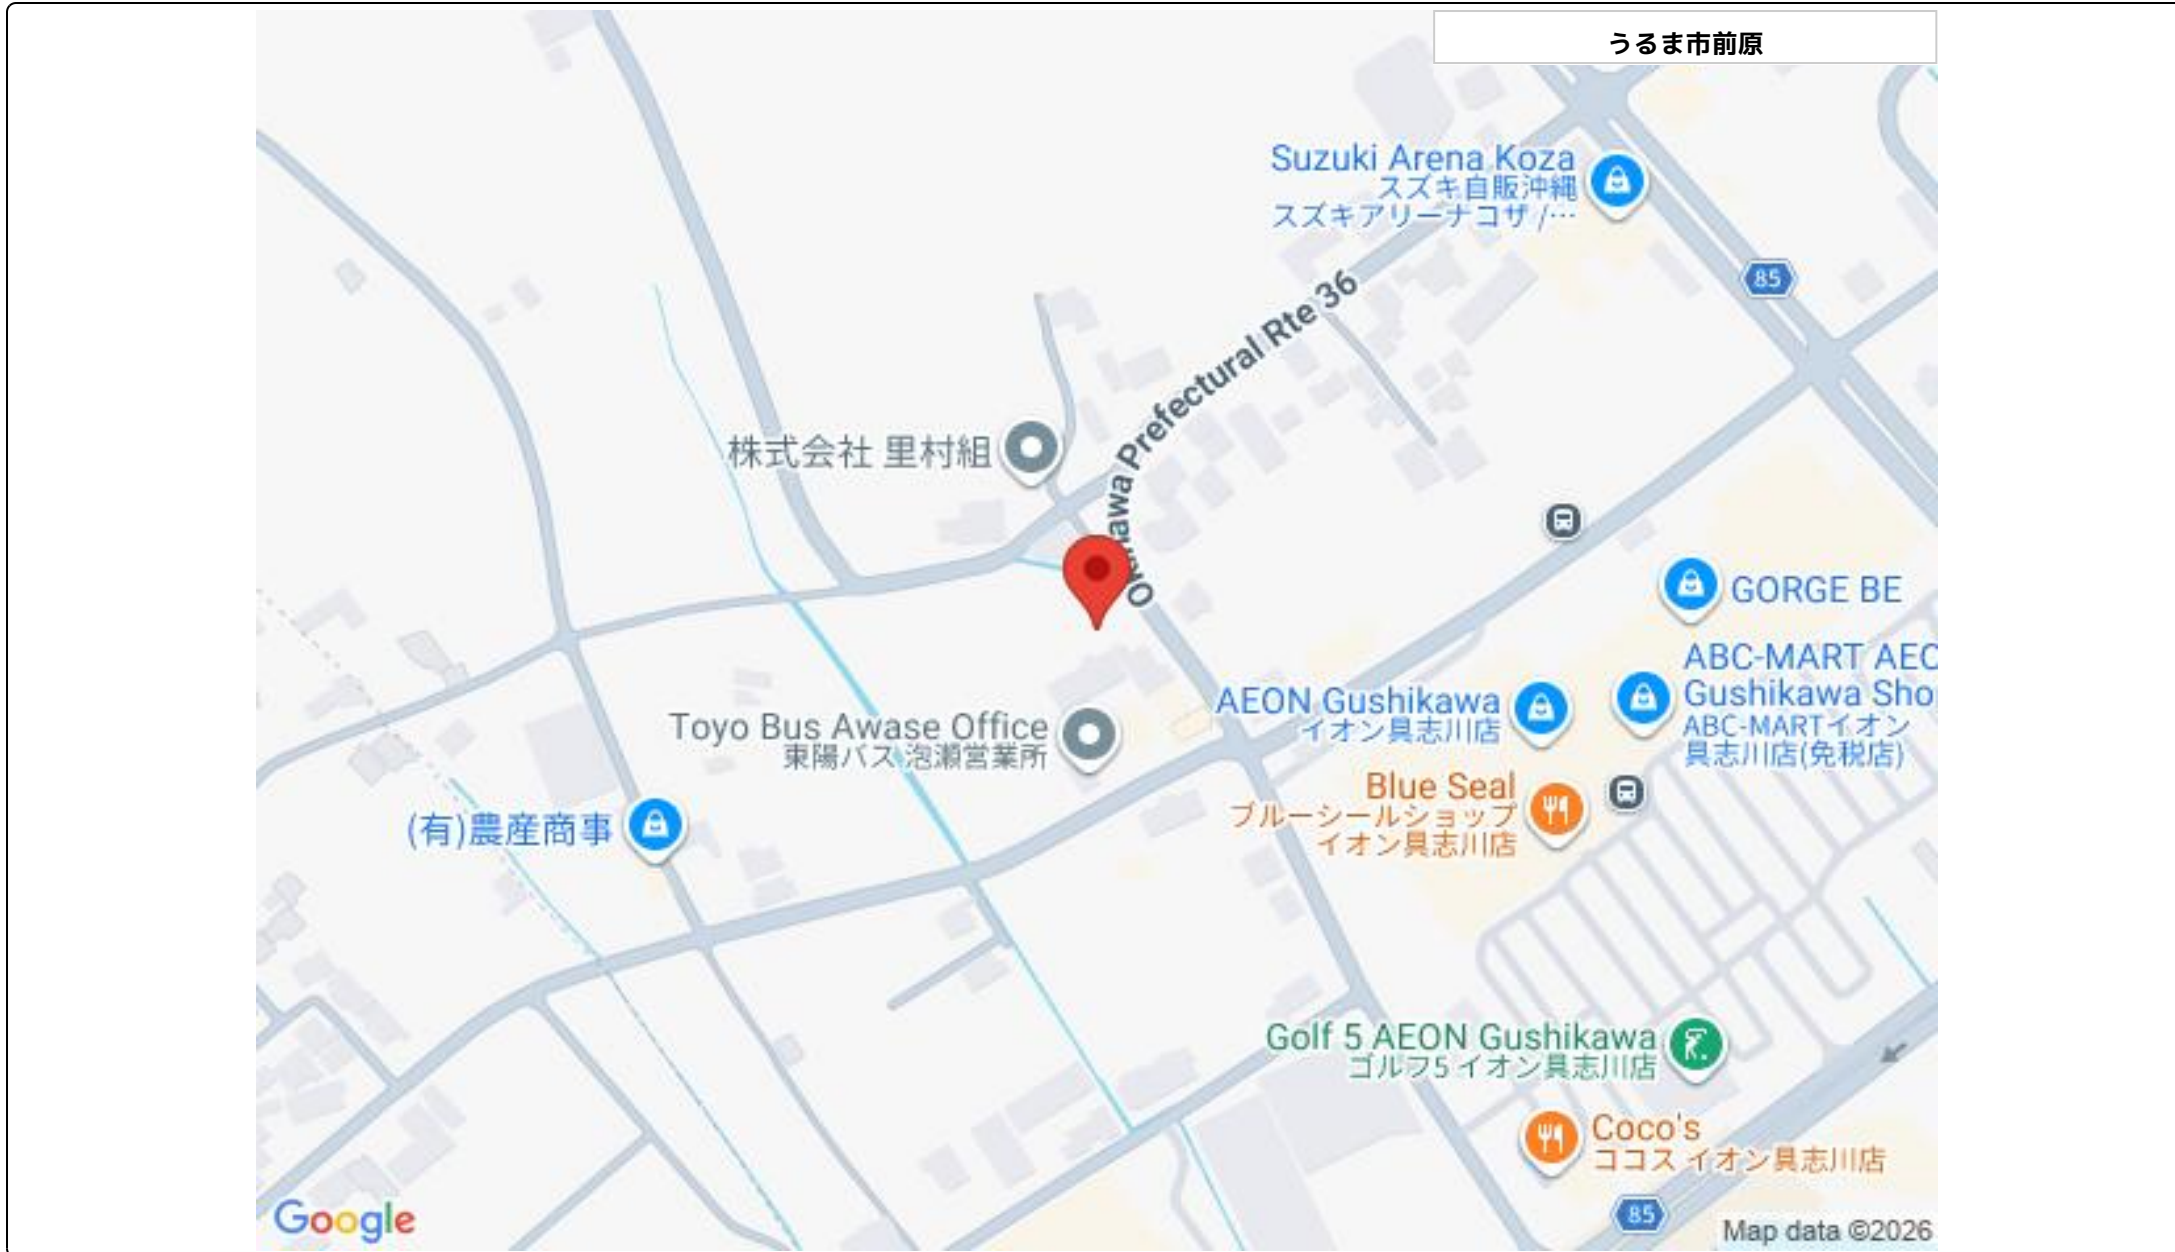 うるま市前原
Suzuki Arena Koza
スズキ自販沖縄
スズキアリーナコザ /…
85
Okinawa Prefectural Rte 36
株式会社 里村組
GORGE BE
ABC-MART AEO
Gushikawa Sho
ABC-MARTイオン
具志川店(免税店)
AEON Gushikawa
イオン具志川店
Toyo Bus Awase Office
東陽バス 泡瀬営業所
Blue Seal
ブルーシールショップ
イオン具志川店
(有)農産商事
Golf 5 AEON Gushikawa
ゴルフ5 イオン具志川店
Coco's
ココス イオン具志川店
85
Google
Map data ©2026